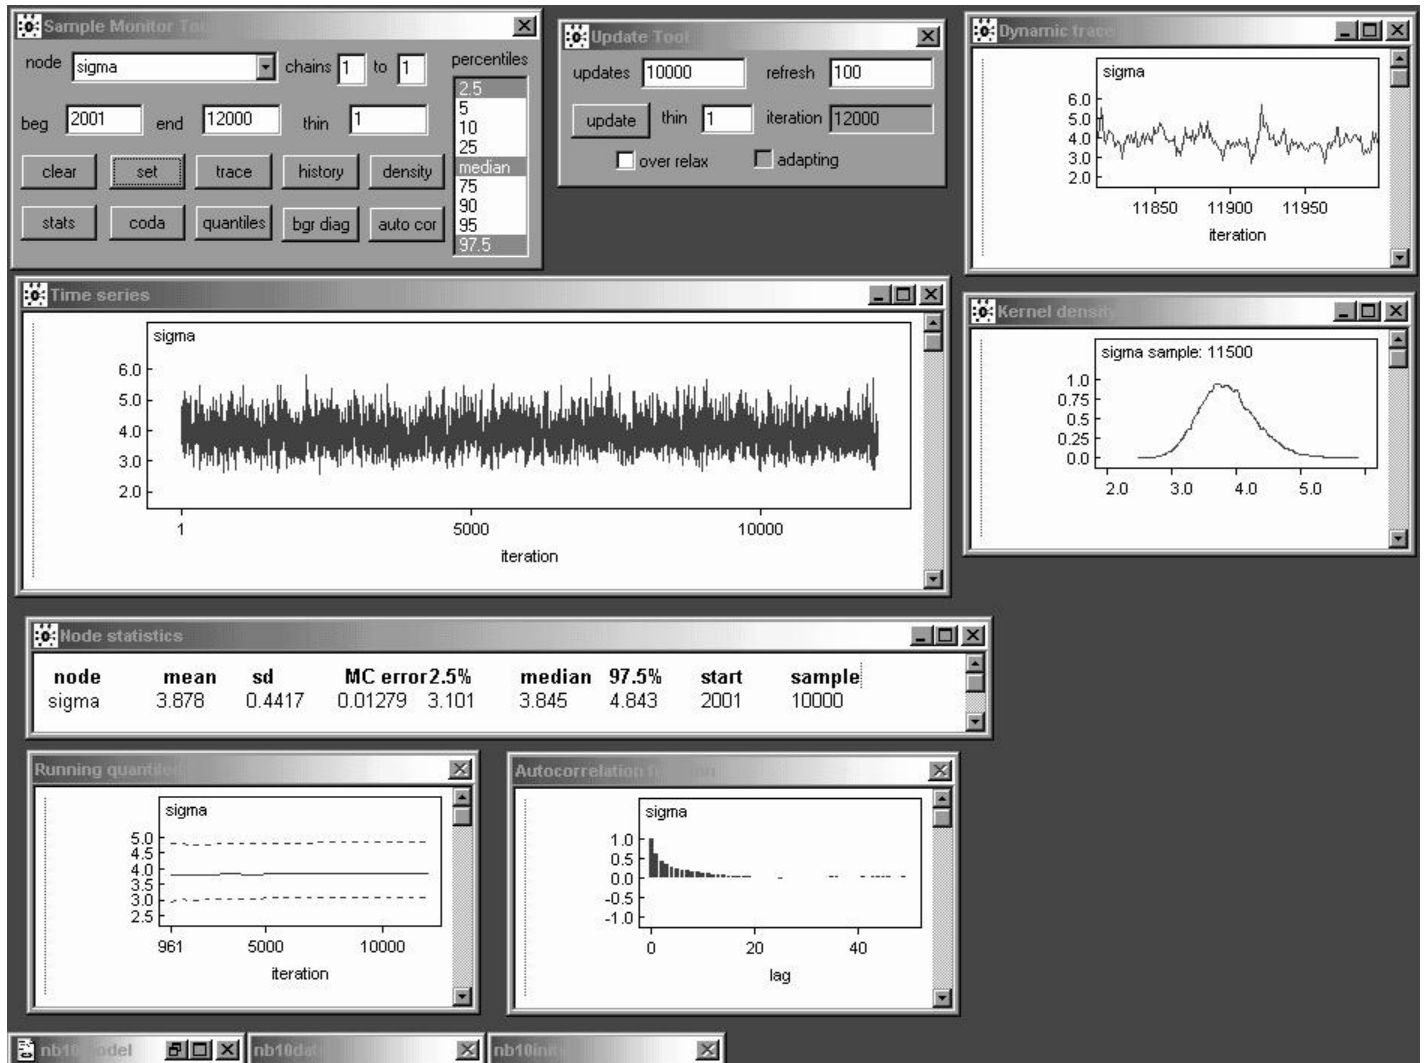 Sample Monitor Too
node sigma chains 1 to 1 percentiles
2.5
5
10
25
median
75
90
95
97.5
beg 2001 end 12000 thin 1
clear set trace history density
stats coda quantiles bgr diag auto cor
Update Tool
updates 10000 refresh 100
update thin 1 iteration 12000
over relax adapting
Dynamic trace
sigma
6.0
5.0
4.0
3.0
2.0
11850 11900 11950
iteration
Time series
sigma
6.0
5.0
4.0
3.0
2.0
1 5000 10000
iteration
Kernel density
sigma sample: 11500
1.0
0.75
0.5
0.25
0.0
2.0 3.0 4.0 5.0
Node statistics
node mean sd MC error 2.5% median 97.5% start sample
sigma 3.878 0.4417 0.01279 3.101 3.845 4.843 2001 10000
Running quantiles
sigma
5.0
4.5
4.0
3.5
3.0
2.5
961 5000 10000
iteration
Autocorrelation function
sigma
1.0
0.5
0.0
-0.5
-1.0
0 20 40
lag
nb10model nb10dat nb10init